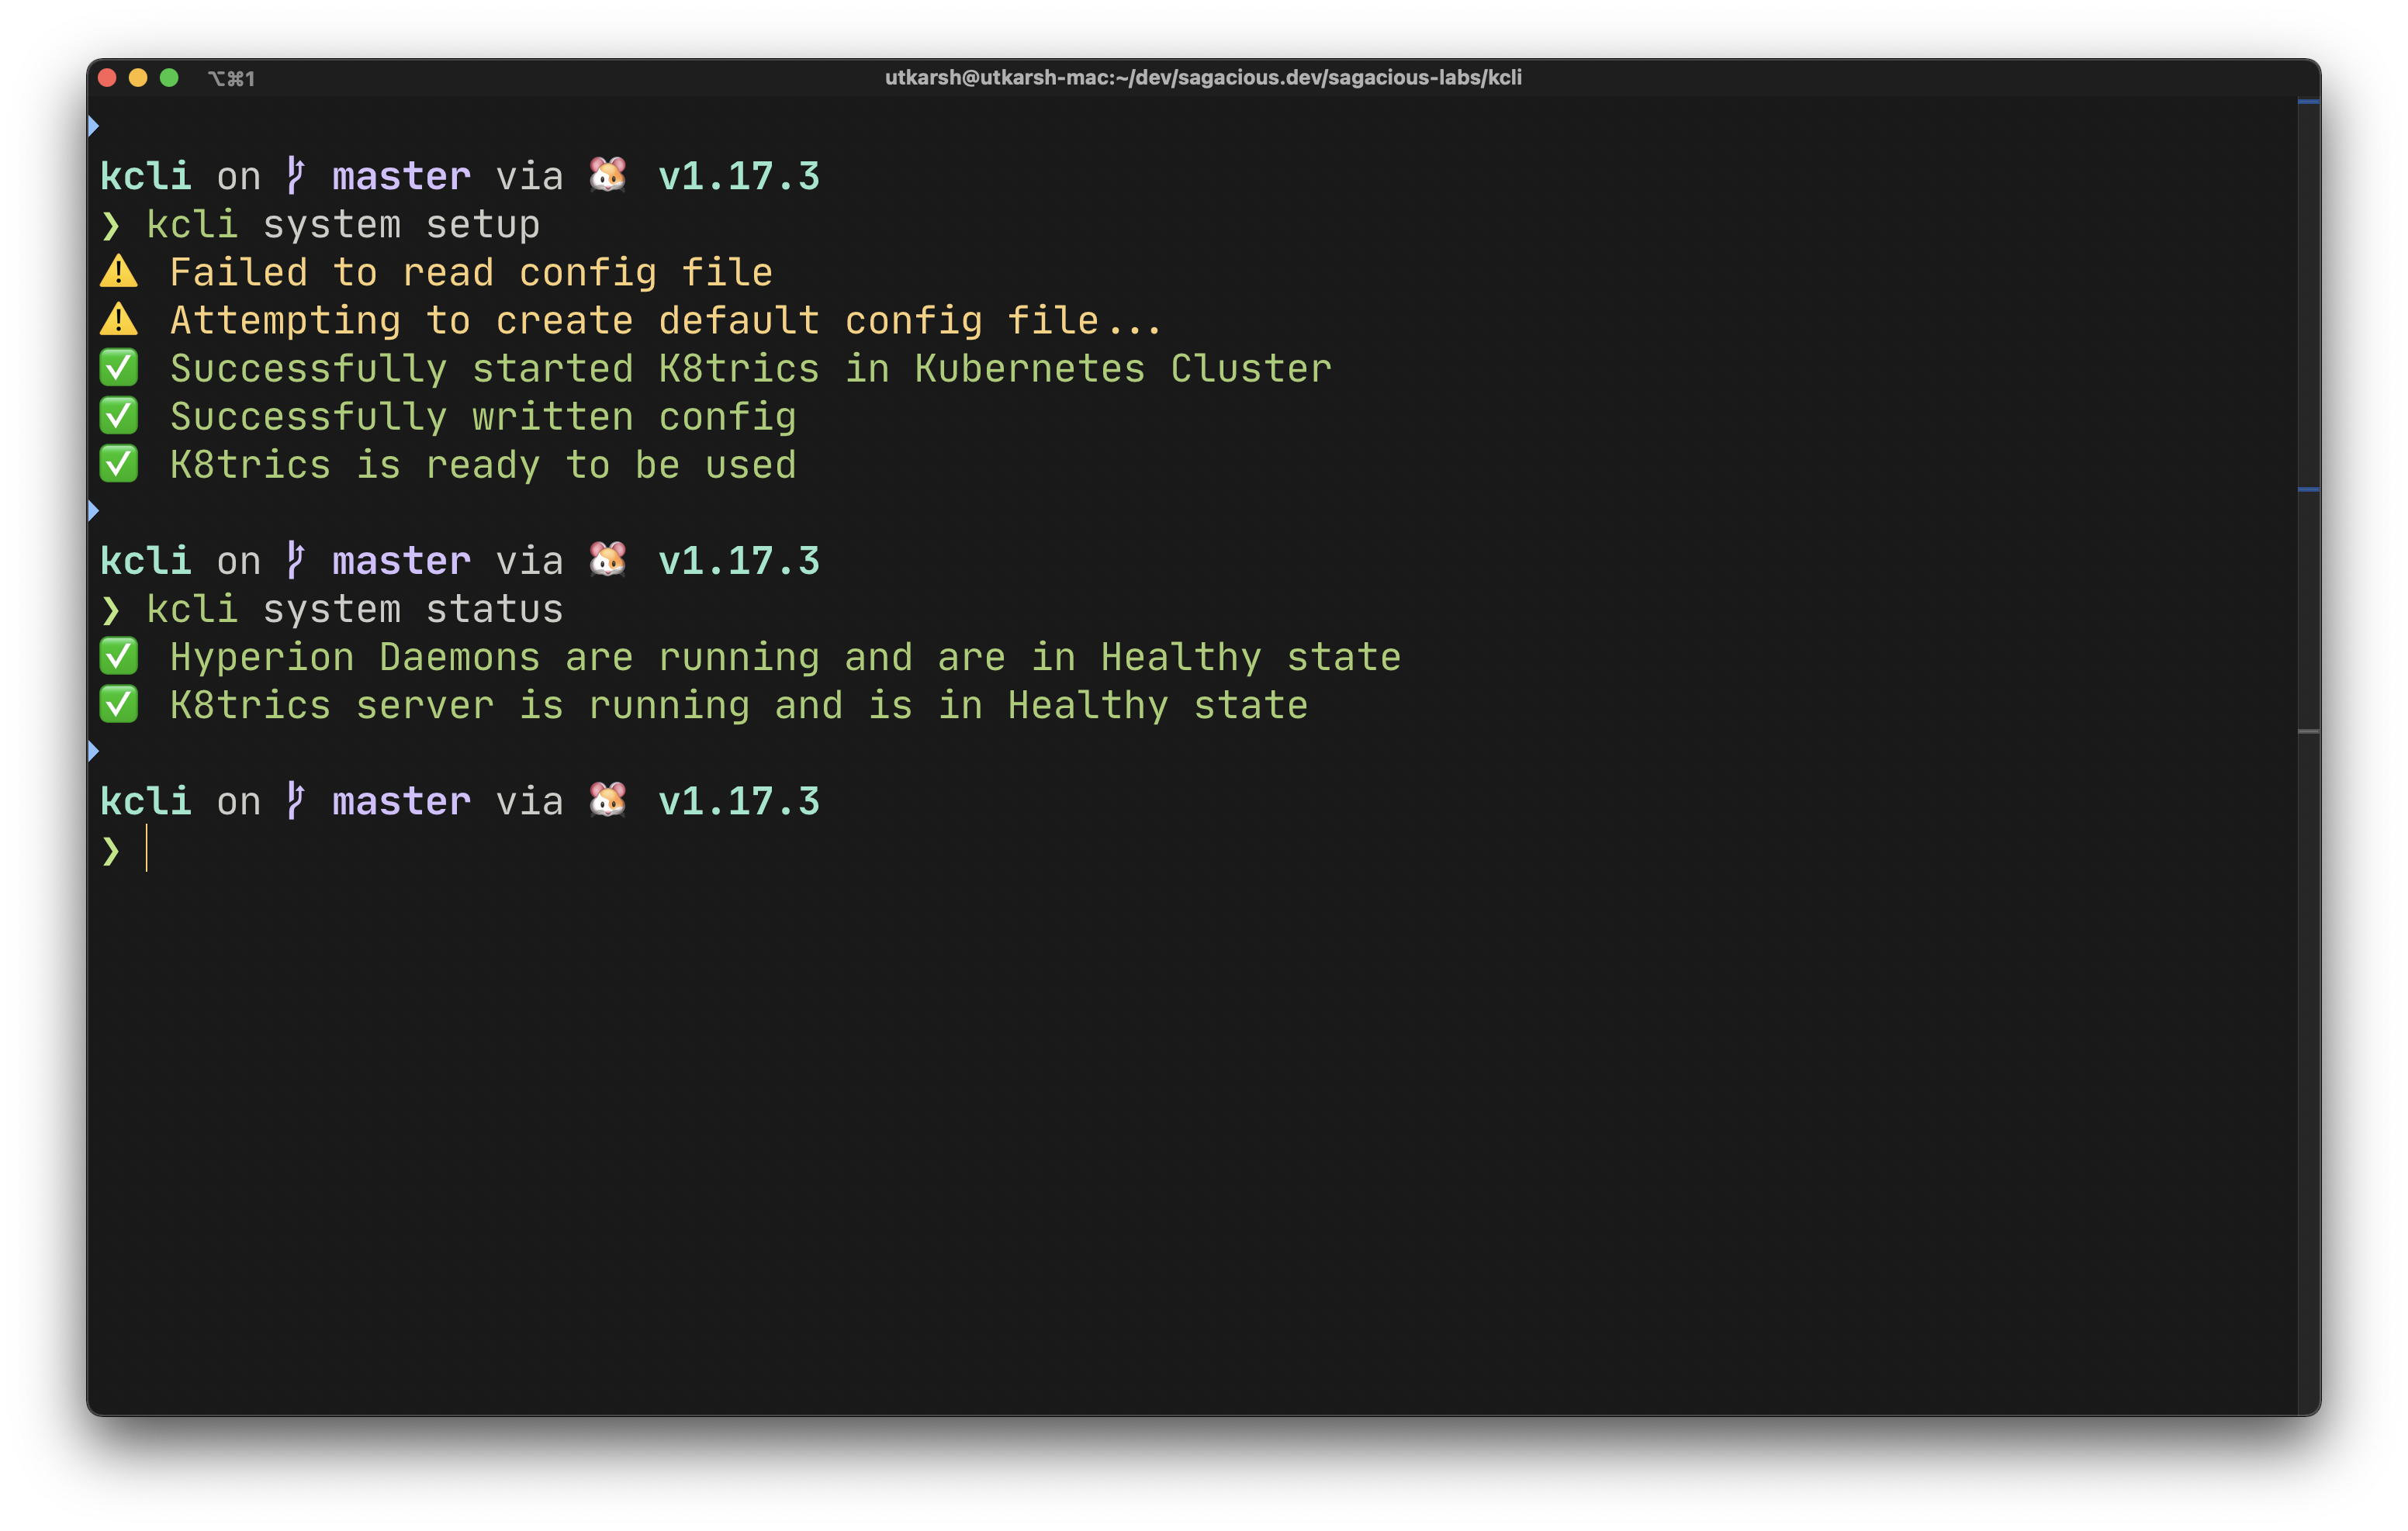 ⌥⌘1
utkarsh@utkarsh-mac:~/dev/sagacious.dev/sagacious-labs/kcli
kcli on master via 🐹 v1.17.3
❯ kcli system setup
⚠️ Failed to read config file
⚠️ Attempting to create default config file...
✅ Successfully started K8trics in Kubernetes Cluster
✅ Successfully written config
✅ K8trics is ready to be used
kcli on master via 🐹 v1.17.3
❯ kcli system status
✅ Hyperion Daemons are running and are in Healthy state
✅ K8trics server is running and is in Healthy state
kcli on master via 🐹 v1.17.3
❯